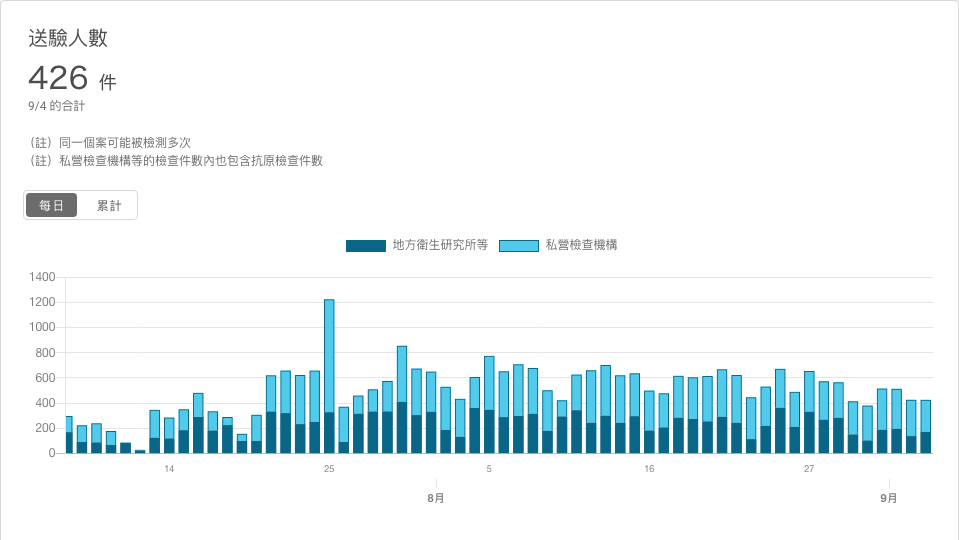 送驗人數
426 件
9/4 的合計
（註）同一個案可能被檢測多次
（註）私營檢查機構等的檢查件數內也包含抗原檢查件數
每日 累計
地方衛生研究所等 私營檢查機構
1400
1200
1000
800
600
400
200
0
14 25 5 16 27
8月 9月